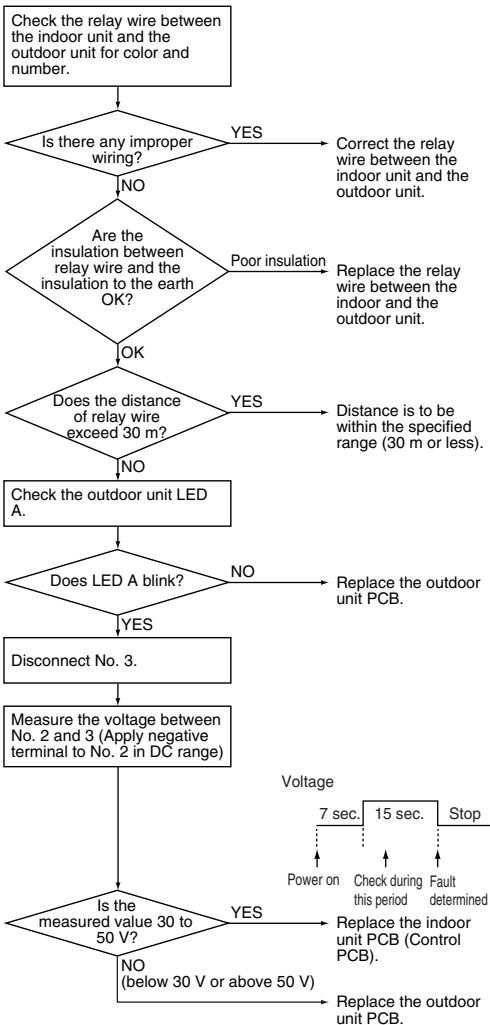 Check the relay wire between
the indoor unit and the
outdoor unit for color and
number.
Is there any improper
wiring?
YES
Correct the relay
wire between the
indoor unit and the
outdoor unit.
NO
Are the
insulation between
relay wire and the
insulation to the earth
OK?
Poor insulation
Replace the relay
wire between the
indoor and the
outdoor unit.
OK
Does the distance
of relay wire
exceed 30 m?
YES
Distance is to be
within the specified
range (30 m or less).
NO
Check the outdoor unit LED
A.
Does LED A blink?
NO
Replace the outdoor
unit PCB.
YES
Disconnect No. 3.
Measure the voltage between
No. 2 and 3 (Apply negative
terminal to No. 2 in DC range)
Voltage
7 sec. 15 sec. Stop
Power on Check during Fault
this period determined
Is the
measured value 30 to
50 V?
YES
Replace the indoor
unit PCB (Control
PCB).
NO
(below 30 V or above 50 V)
Replace the outdoor
unit PCB.